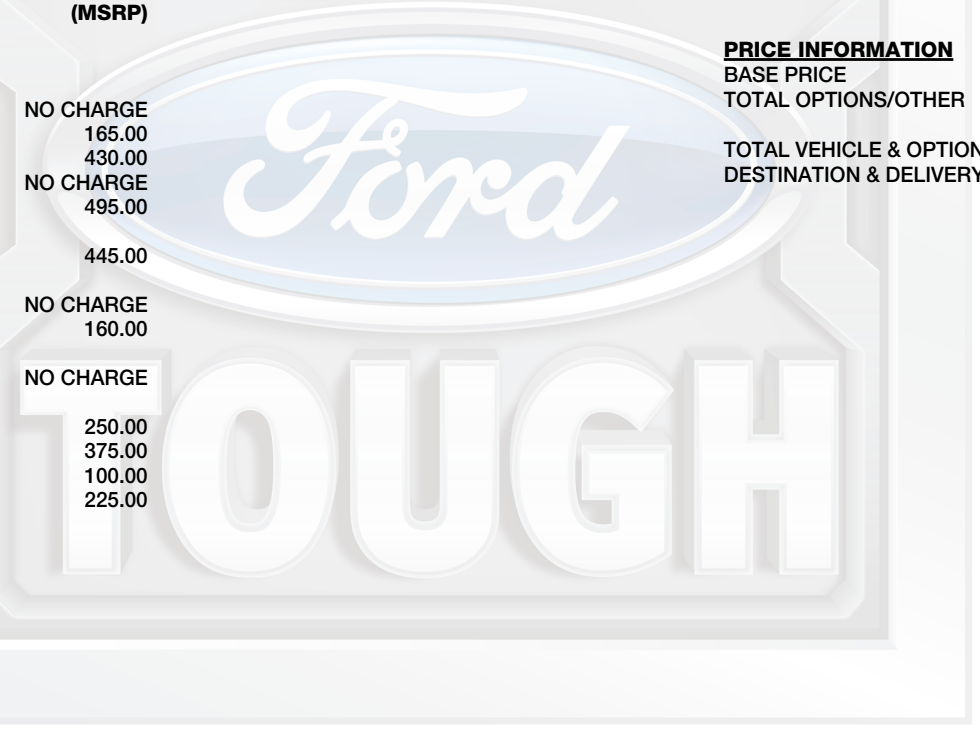 (MSRP)
NO CHARGE
165.00
430.00
NO CHARGE
495.00
445.00
NO CHARGE
160.00
NO CHARGE
250.00
375.00
100.00
225.00
PRICE INFORMATION
BASE PRICE
TOTAL OPTIONS/OTHER
TOTAL VEHICLE & OPTION
DESTINATION & DELIVERY
Ford
TOUGH